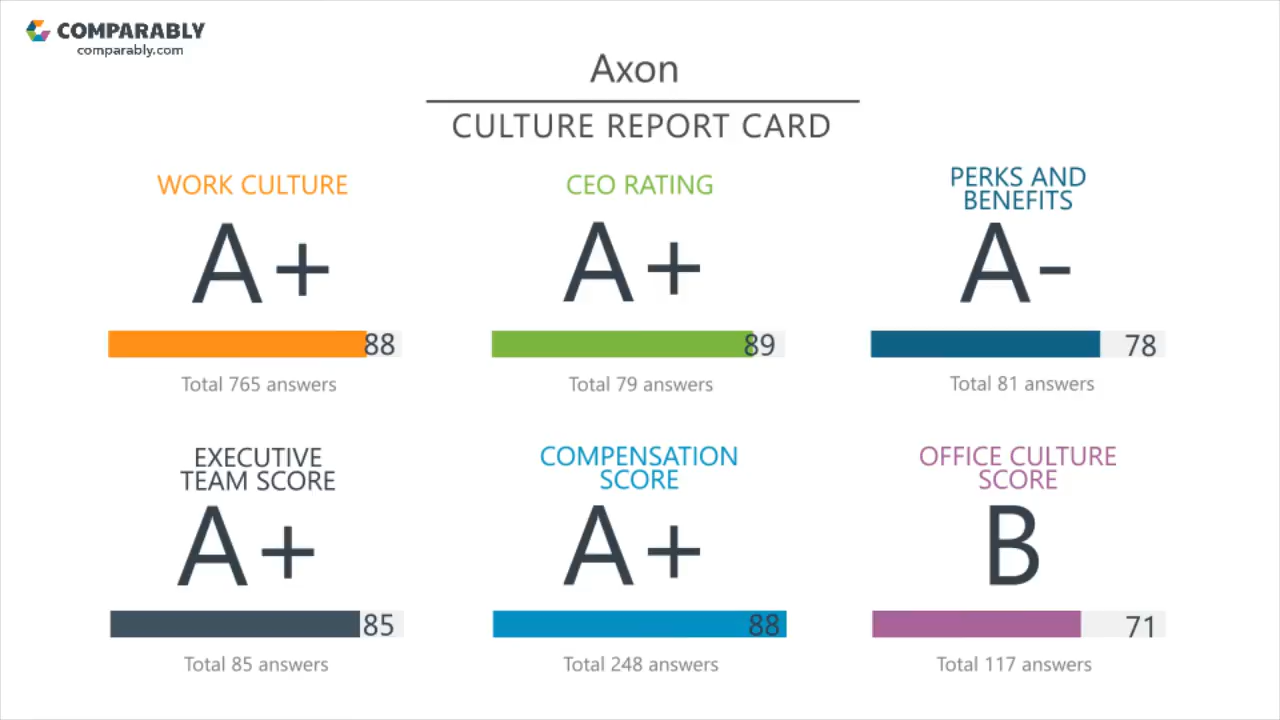 COMPARABLY
comparably.com
Axon
CULTURE REPORT CARD
WORK CULTURE
A+
88
Total 765 answers
CEO RATING
A+
89
Total 79 answers
PERKS AND
BENEFITS
A-
78
Total 81 answers
EXECUTIVE
TEAM SCORE
A+
85
Total 85 answers
COMPENSATION
SCORE
A+
88
Total 248 answers
OFFICE CULTURE
SCORE
B
71
Total 117 answers